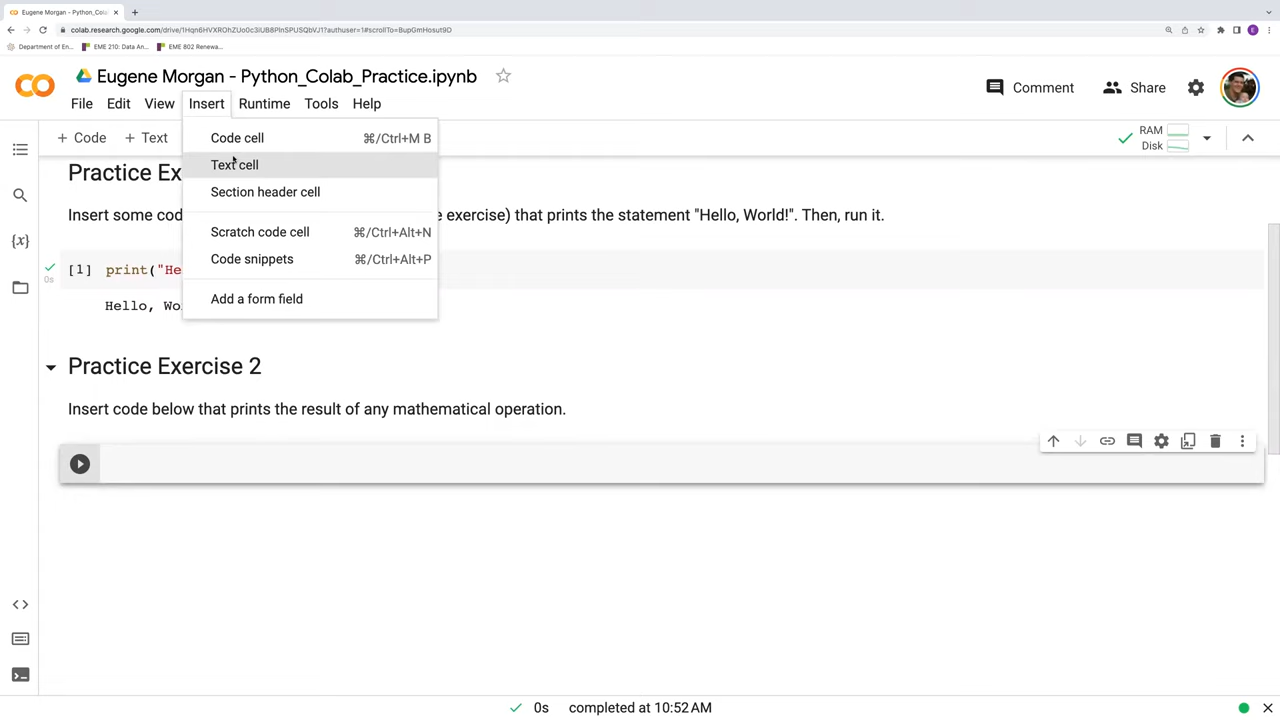 Eugene Morgan - Python_Colab_P
colab.research.google.com/drive/1Hqn6HVXROhZUo0c3iUB8PInSPUSQbVJ1?authuser=1#scrollTo=BupGmHosut9D
E
Department of En...
EME 210: Data An...
EME 802 Renewa...
CO
Eugene Morgan - Python_Colab_Practice.ipynb
Comment
Share
File Edit View Insert Runtime Tools Help
+ Code + Text
RAM
Disk
Code cell ⌘/Ctrl+M B
Text cell
Section header cell
Scratch code cell ⌘/Ctrl+Alt+N
Code snippets ⌘/Ctrl+Alt+P
Add a form field
Practice Ex
Insert some cod e exercise) that prints the statement "Hello, World!". Then, run it.
{x}
0s
[1] print("He
Hello, Wo
Practice Exercise 2
Insert code below that prints the result of any mathematical operation.
0s completed at 10:52 AM